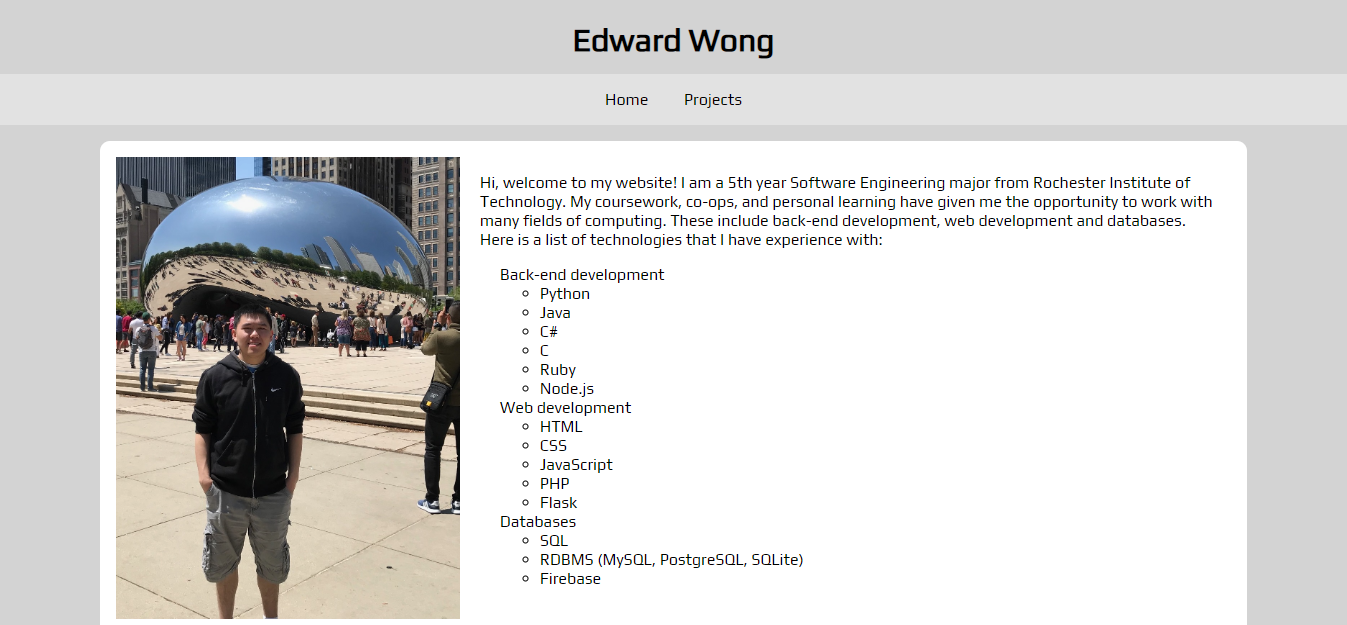 Edward Wong
Home
Projects
Hi, welcome to my website! I am a 5th year Software Engineering major from Rochester Institute of
Technology. My coursework, co-ops, and personal learning have given me the opportunity to work with
many fields of computing. These include back-end development, web development and databases.
Here is a list of technologies that I have experience with:
Back-end development
Python
Java
C#
C
Ruby
Node.js
Web development
HTML
CSS
JavaScript
PHP
Flask
Databases
SQL
RDBMS (MySQL, PostgreSQL, SQLite)
Firebase